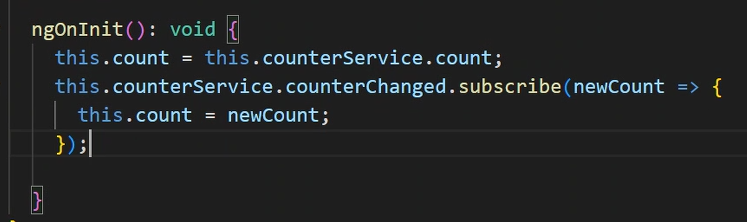 ngOnInit(): void {
this.count = this.counterService.count;
this.counterService.counterChanged.subscribe(newCount => {
this.count = newCount;
});
}